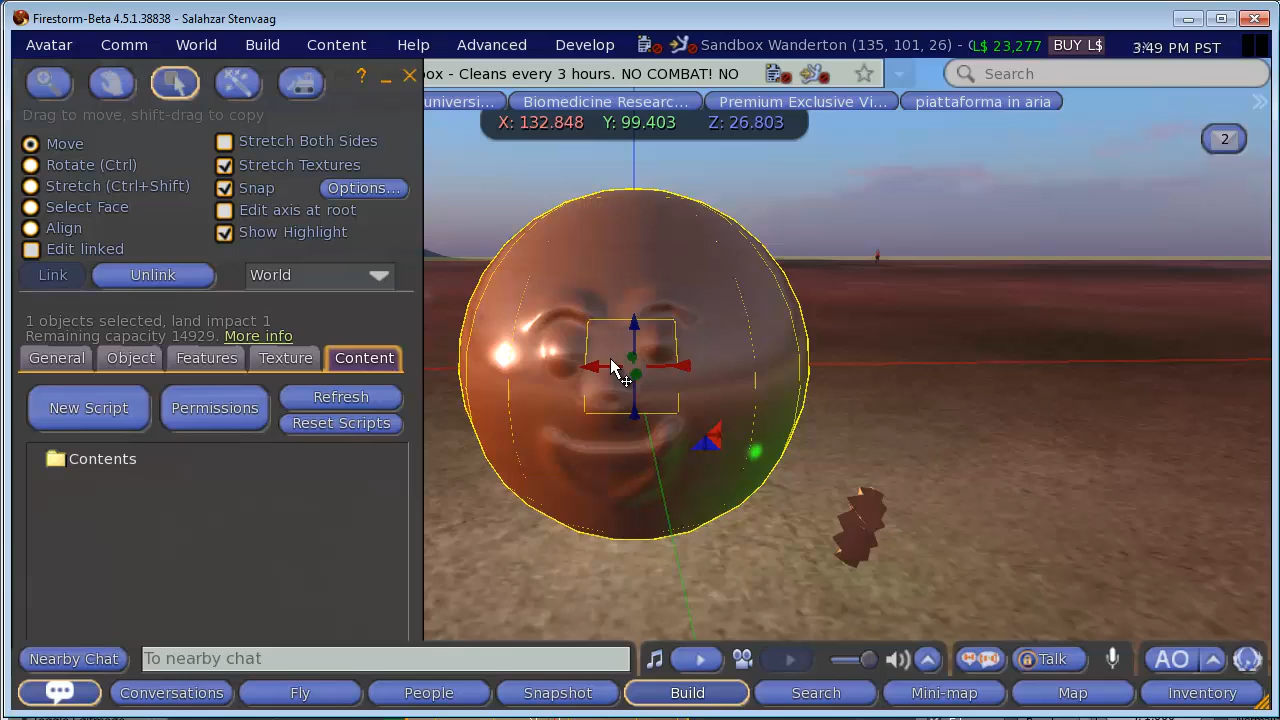 Firestorm-Beta 4.5.1.38838 - Salahzar Stenvaag
Avatar Comm World Build Content Help Advanced Develop Sandbox Wanderton (135, 101, 26) - L$ 23,277 BUY L$ 3:49 PM PST
ox - Cleans every 3 hours. NO COMBAT! NO Search
universi... Biomedicine Researc... Premium Exclusive Vi... piattaforma in aria
Drag to move, shift-drag to copy
X: 132.848 Y: 99.403 Z: 26.803
2
Move
Rotate (Ctrl)
Stretch (Ctrl+Shift)
Select Face
Align
Edit linked
Stretch Both Sides
Stretch Textures
Snap Options...
Edit axis at root
Show Highlight
Link Unlink World
1 objects selected, land impact 1
Remaining capacity 14929. More info
General Object Features Texture Content
New Script Permissions Refresh
Reset Scripts
Contents
Nearby Chat To nearby chat Talk AO
Conversations Fly People Snapshot Build Search Mini-map Map Inventory